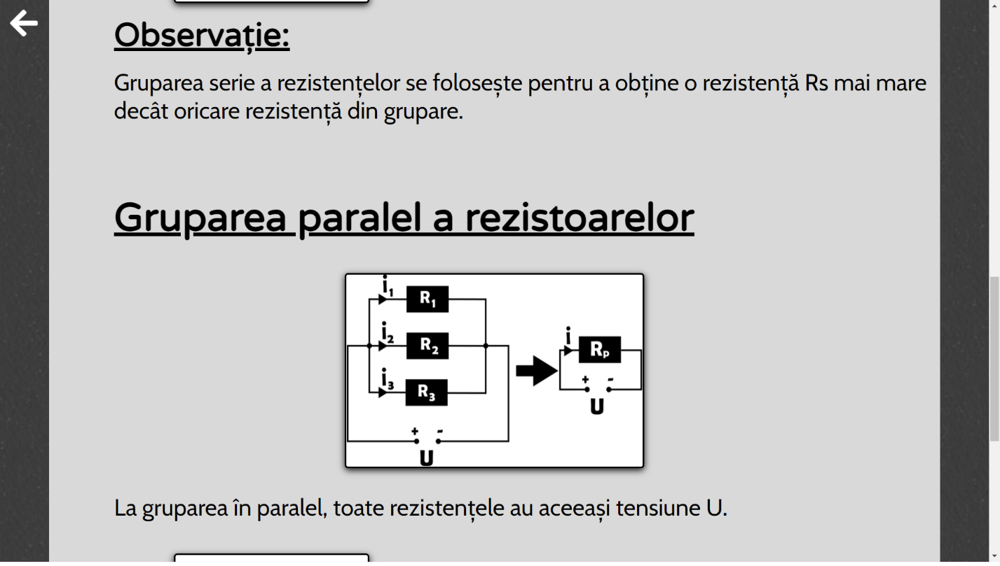 Observație:
Gruparea serie a rezistențelor se folosește pentru a obține o rezistență Rs mai mare
decât oricare rezistență din grupare.
Gruparea paralel a rezistoarelor
i1
R1
i2
R2
i3
R3
+ -
U
i
Rp
+ -
U
La gruparea în paralel, toate rezistențele au aceeași tensiune U.